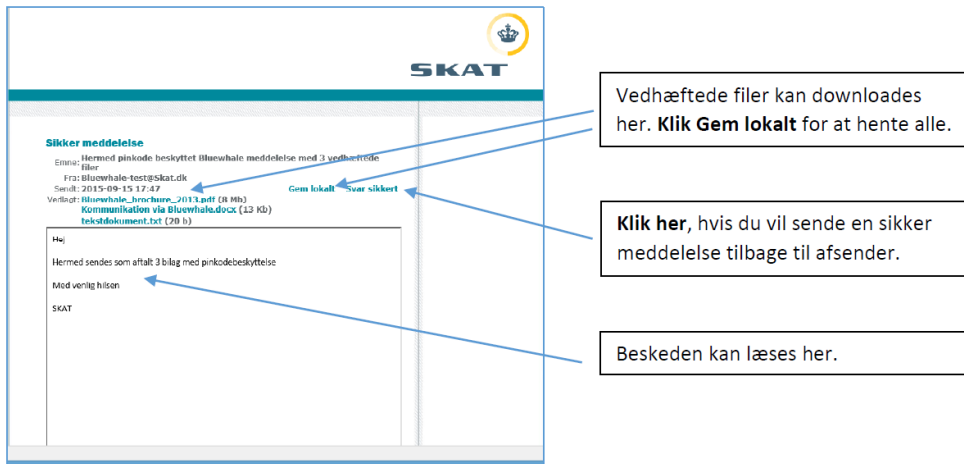 SKAT
Sikker meddelelse
Emne: Hermed pinkode beskyttet Bluewhale meddelelse med 3 vedhæftede
filer
Fra: Bluewhale-test@Skat.dk
Sendt: 2015-09-15 17:47
Gem lokalt Svar sikkert
Vedlagt: Bluewhale_brochure_2013.pdf (8 Mb)
Kommunikation via Bluewhale.docx (13 Kb)
tekstdokument.txt (20 b)
Hej
Hermed sendes som aftalt 3 bilag med pinkodebeskyttelse
Med venlig hilsen
SKAT
Vedhæftede filer kan downloades
her. Klik Gem lokalt for at hente alle.
Klik her, hvis du vil sende en sikker
meddelelse tilbage til afsender.
Beskeden kan læses her.